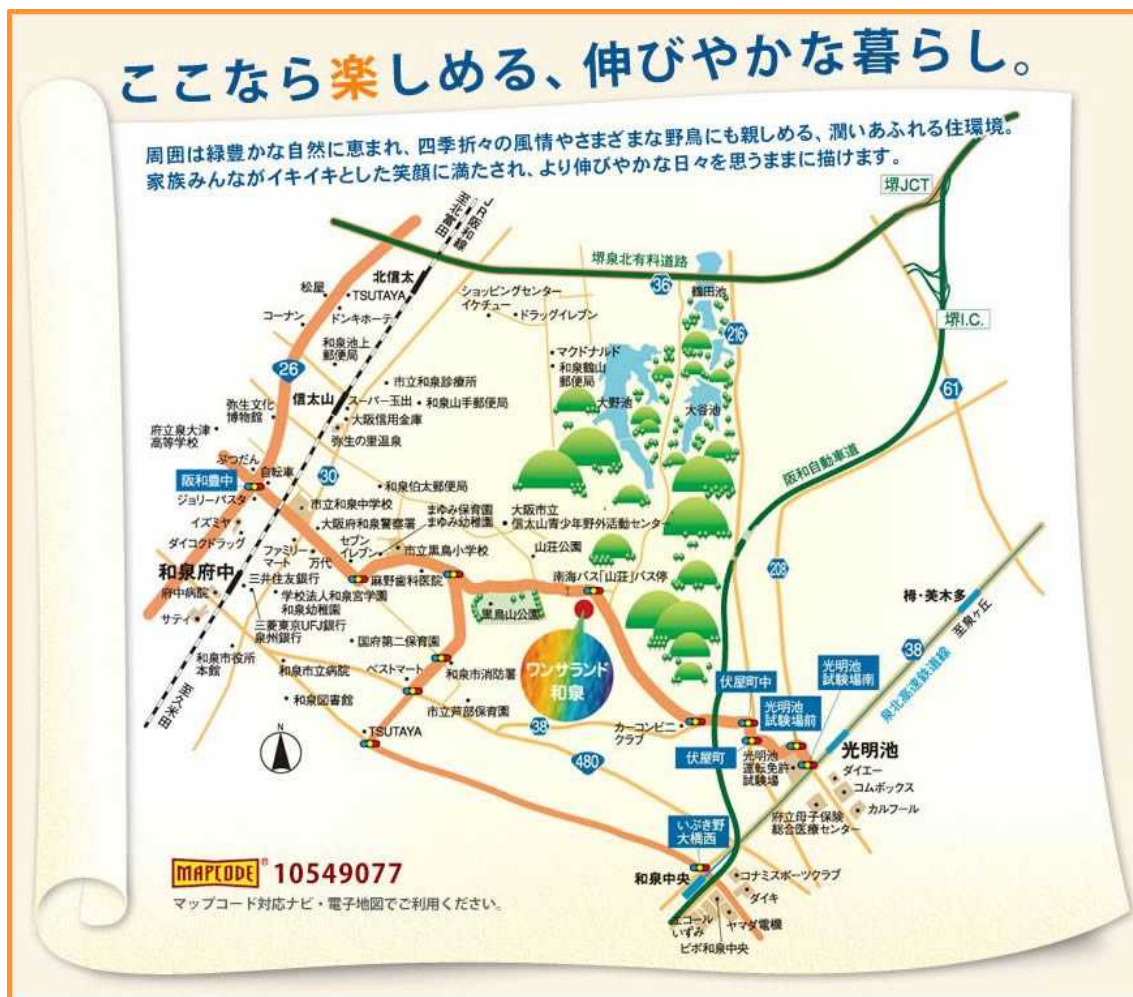 ここなら楽しめる、伸びやかな暮らし。
周囲は緑豊かな自然に恵まれ、四季折々の風情やさまざまな野鳥にも親しめる、潤いあふれる住環境。
家族みんながイキイキとした笑顔に満たされ、より伸びやかな日々を思うままに描けます。
JR阪和線
至北富田
堺JCT
堺泉北有料道路
36
鶴田池
216
堺I.C.
北信太
松屋
TSUTAYA
コーナン
ドンキホーテ
ショッピングセンター
イケチュー
ドラッグイレブン
和泉池上
郵便局
26
マクドナルド
和泉鶴山
郵便局
61
市立和泉診療所
信太山
スーパー玉出
和泉山手郵便局
大野池
大谷池
弥生文化
博物館
大阪信用金庫
府立泉大津
高等学校
弥生の里温泉
阪和自動車道
ぶつだん
自転車
30
阪和豊中
ジョリーパスタ
和泉伯太郵便局
市立和泉中学校
まゆみ保育園
まゆみ幼稚園
大阪市立
信太山青少年野外活動センター
イズミヤ
大阪府和泉警察署
ダイコクドラッグ
ファミリー
マート
万代
セブン
イレブン
市立黒鳥小学校
山荘公園
208
和泉府中
三井住友銀行
麻野歯科医院
南海バス「山荘」バス停
栂・美木多
至泉ケ丘
府中病院
学校法人和泉宮学園
和泉幼稚園
黒鳥山公園
サティ
三菱東京UFJ銀行
泉州銀行
国府第二保育園
38
泉北高速鉄道線
和泉市役所
本館
和泉市立病院
ベストマート
和泉市消防署
ワンサランド
和泉
伏屋町中
光明池
試験場南
光明池
試験場前
至久米田
和泉図書館
市立芦部保育園
N
TSUTAYA
38
カーコンビニ
クラブ
伏屋町
光明池
運転免許
試験場
光明池
ダイエー
コムボックス
カルフール
480
府立母子保険
総合医療センター
いぶき野
大橋西
和泉中央
コナミスポーツクラブ
ダイキ
エコール
いずみ
ヤマダ電機
ピボ和泉中央
MAPCODE® 10549077
マップコード対応ナビ・電子地図でご利用ください。